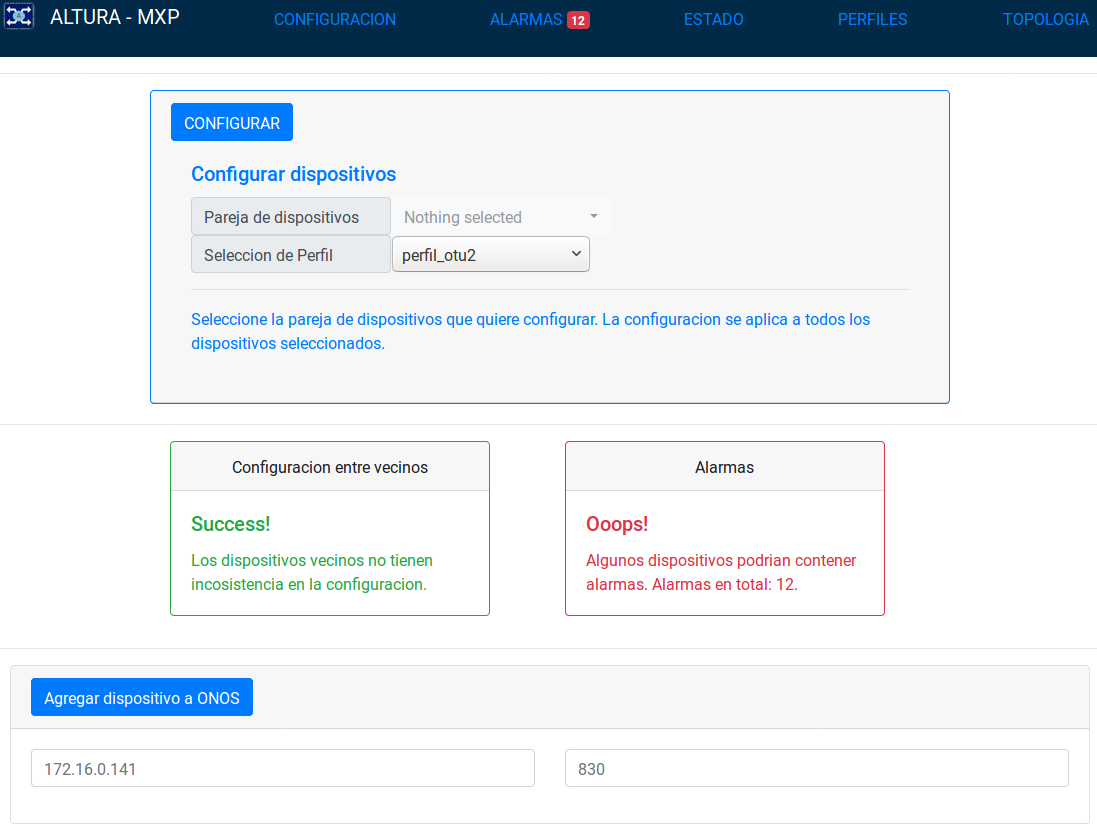 ALTURA - MXP
CONFIGURACION
ALARMAS 12
ESTADO
PERFILES
TOPOLOGIA
CONFIGURAR
Configurar dispositivos
Pareja de dispositivos
Nothing selected
Seleccion de Perfil
perfil_otu2
Seleccione la pareja de dispositivos que quiere configurar. La configuracion se aplica a todos los
dispositivos seleccionados.
Configuracion entre vecinos
Success!
Los dispositivos vecinos no tienen
incosistencia en la configuracion.
Alarmas
Ooops!
Algunos dispositivos podrian contener
alarmas. Alarmas en total: 12.
Agregar dispositivo a ONOS
172.16.0.141
830